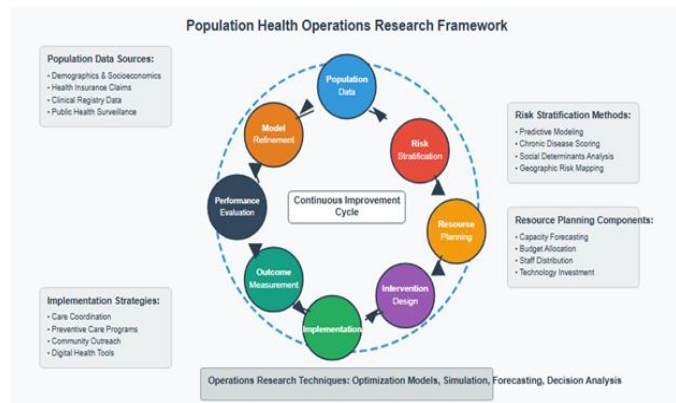 Population Health Operations Research Framework
Population Data Sources:
• Demographics & Socioeconomics
• Health Insurance Claims
• Clinical Registry Data
• Public Health Surveillance
Population
Data
Model
Refinement
Risk
Stratification
Risk Stratification Methods:
• Predictive Modeling
• Chronic Disease Scoring
• Social Determinants Analysis
• Geographic Risk Mapping
Performance
Evaluation
Continuous Improvement
Cycle
Resource
Planning
Resource Planning Components:
• Capacity Forecasting
• Budget Allocation
• Staff Distribution
• Technology Investment
Outcome
Measurement
Intervention
Design
Implementation
Implementation Strategies:
• Care Coordination
• Preventive Care Programs
• Community Outreach
• Digital Health Tools
Operations Research Techniques: Optimization Models, Simulation, Forecasting, Decision Analysis